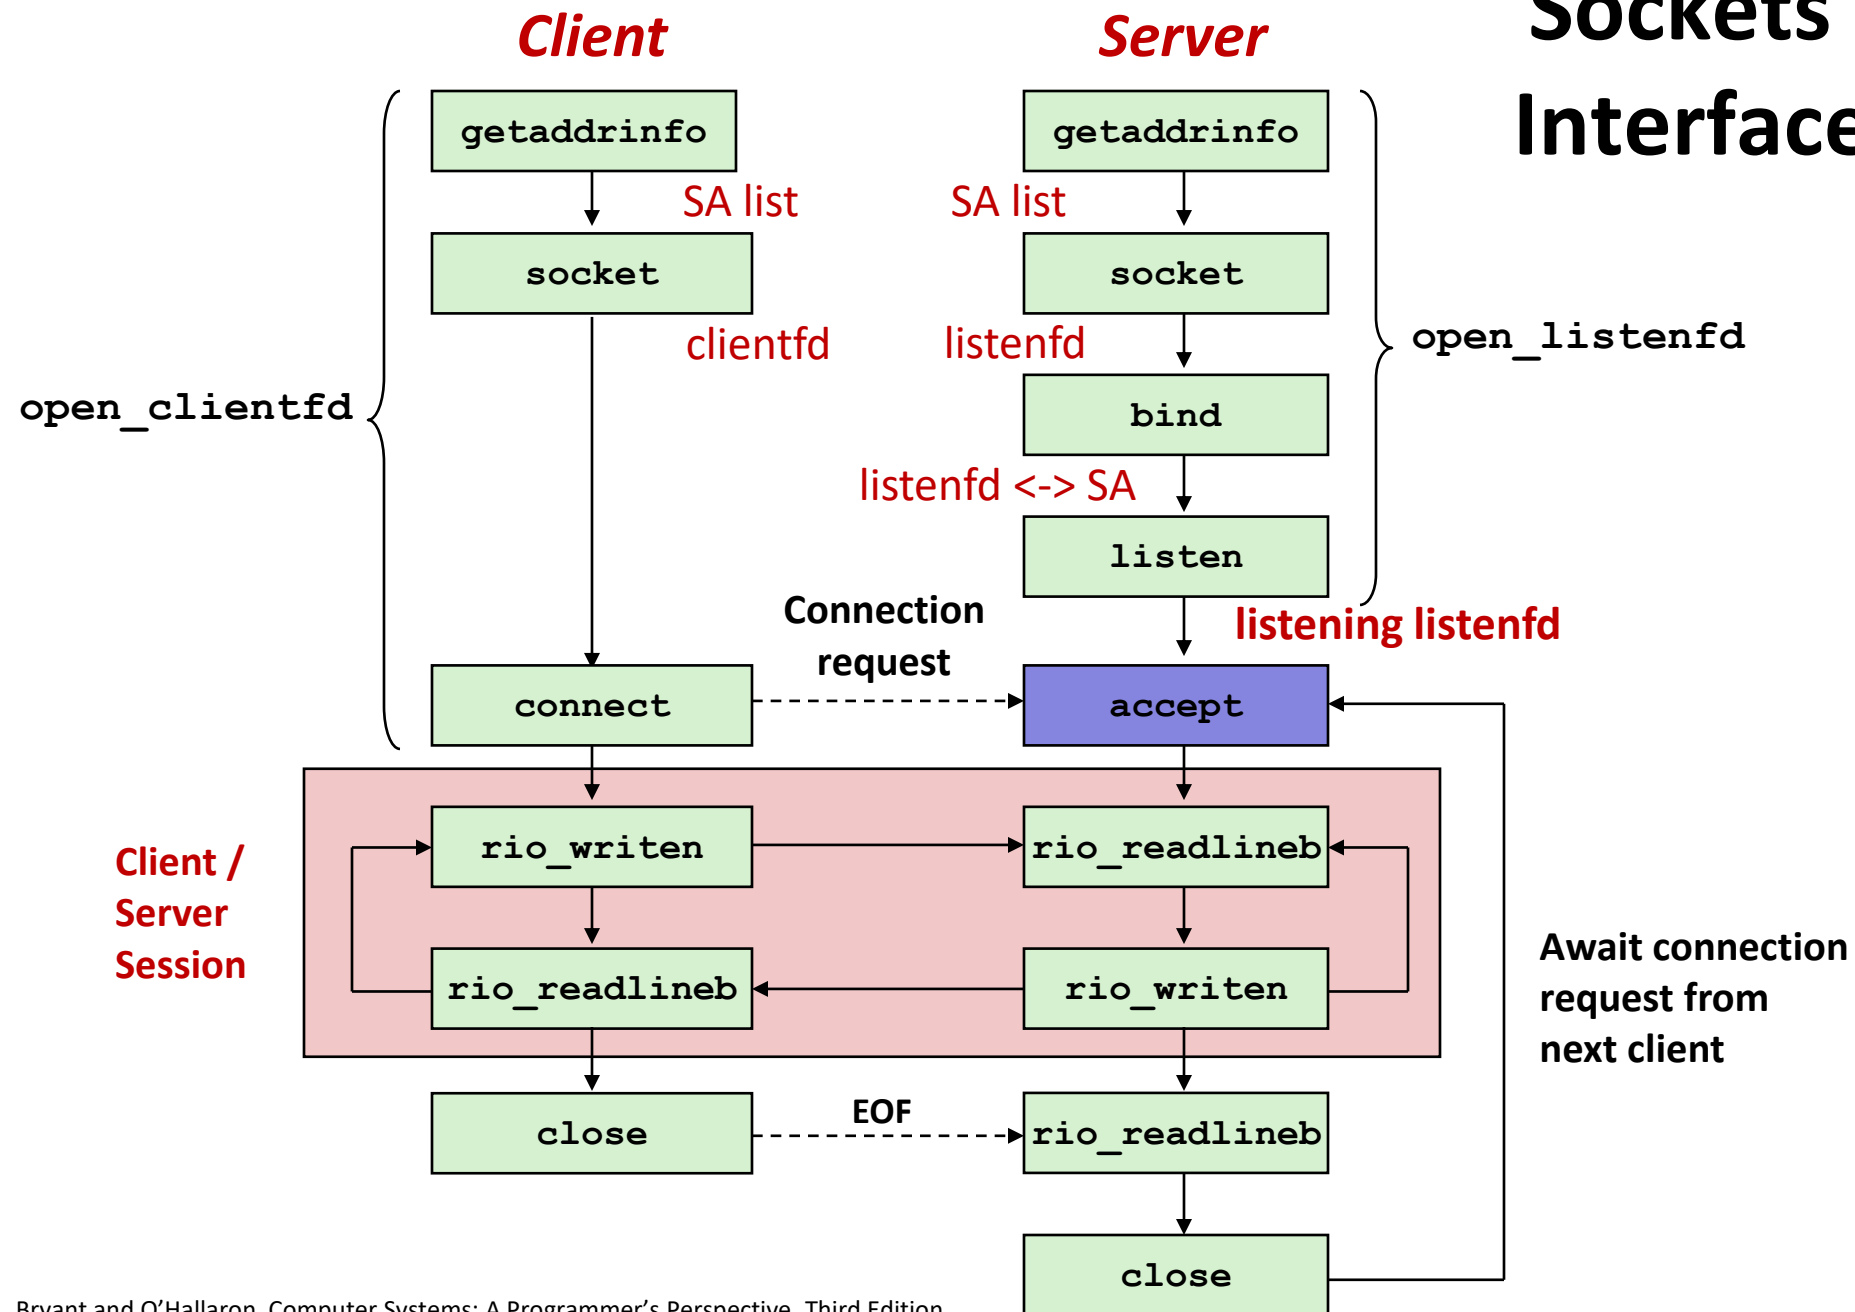 Sockets
Interface
Client
Server
getaddrinfo
getaddrinfo
SA list
SA list
socket
socket
clientfd
listenfd
open_listenfd
open_clientfd
bind
listenfd <-> SA
listen
Connection
request
listening listenfd
connect
accept
Client /
Server
Session
rio_writen
rio_readlineb
rio_readlineb
rio_writen
Await connection
request from
next client
close
EOF
rio_readlineb
close
Bryant and O'Hallaron, Computer Systems: A Programmer's Perspective, Third Edition